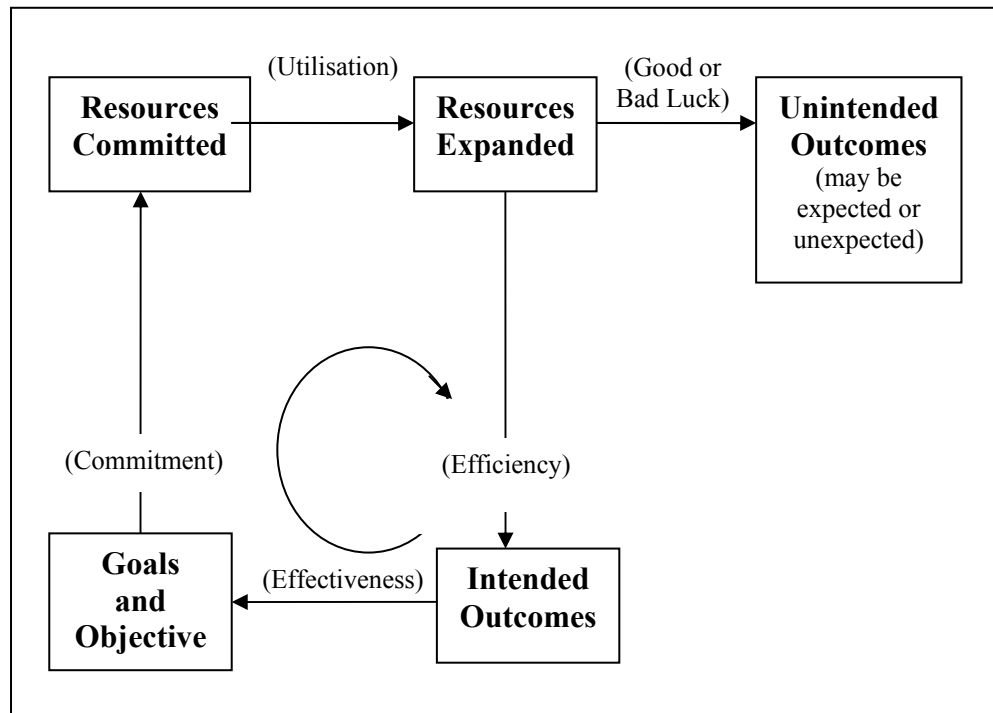 (Utilisation)
(Good or
Bad Luck)
Resources
Committed
Resources
Expanded
Unintended
Outcomes
(may be
expected or
unexpected)
(Commitment)
(Efficiency)
Goals
and
Objective
(Effectiveness)
Intended
Outcomes